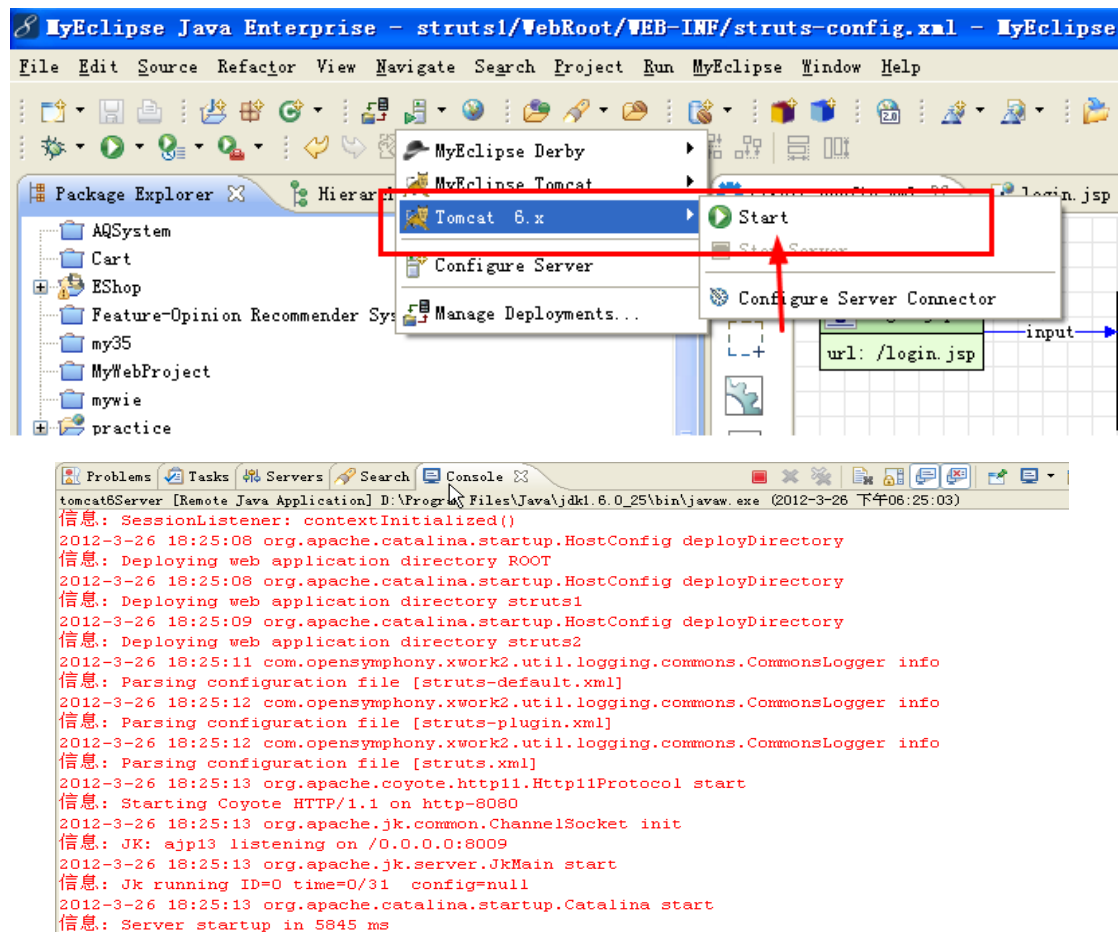 MyEclipse Java Enterprise - struts1/WebRoot/WEB-INF/struts-config.xml - MyEclipse
File Edit Source Refactor View Navigate Search Project Run MyEclipse Window Help
2.0
MyEclipse Derby
Package Explorer
Hierarch
MyEclipse Tomcat
login.jsp
AQSystem
Tomcat 6.x
Start
Cart
Stop Server
EShop
Configure Server
Feature-Opinion Recommender Sys
Manage Deployments...
Configure Server Connector
my35
input
MyWebProject
url: /login.jsp
mywie
practice
Problems Tasks Servers Search Console
tomcat6Server [Remote Java Application] D:\Program Files\Java\jdk1.6.0_25\bin\javaw.exe (2012-3-26 下午06:25:03)
信息: SessionListener: contextInitialized()
2012-3-26 18:25:08 org.apache.catalina.startup.HostConfig deployDirectory
信息: Deploying web application directory ROOT
2012-3-26 18:25:08 org.apache.catalina.startup.HostConfig deployDirectory
信息: Deploying web application directory struts1
2012-3-26 18:25:09 org.apache.catalina.startup.HostConfig deployDirectory
信息: Deploying web application directory struts2
2012-3-26 18:25:11 com.opensymphony.xwork2.util.logging.commons.CommonsLogger info
信息: Parsing configuration file [struts-default.xml]
2012-3-26 18:25:12 com.opensymphony.xwork2.util.logging.commons.CommonsLogger info
信息: Parsing configuration file [struts-plugin.xml]
2012-3-26 18:25:12 com.opensymphony.xwork2.util.logging.commons.CommonsLogger info
信息: Parsing configuration file [struts.xml]
2012-3-26 18:25:13 org.apache.coyote.http11.Http11Protocol start
信息: Starting Coyote HTTP/1.1 on http-8080
2012-3-26 18:25:13 org.apache.jk.common.ChannelSocket init
信息: JK: ajp13 listening on /0.0.0.0:8009
2012-3-26 18:25:13 org.apache.jk.server.JkMain start
信息: Jk running ID=0 time=0/31 config=null
2012-3-26 18:25:13 org.apache.catalina.startup.Catalina start
信息: Server startup in 5845 ms